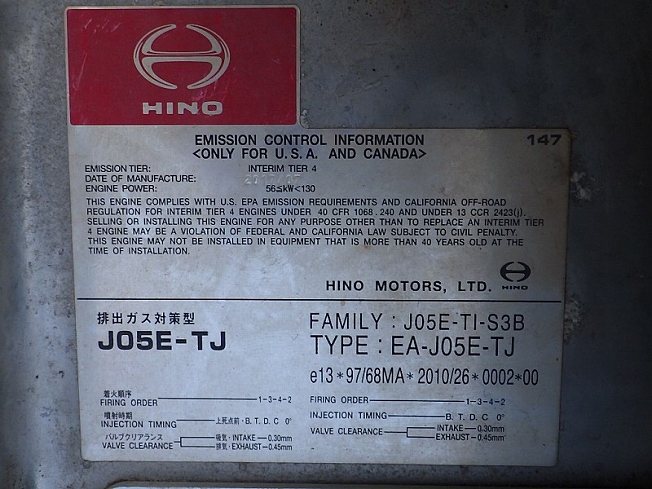 HINO
147
EMISSION CONTROL INFORMATION
<ONLY FOR U.S.A. AND CANADA>
EMISSION TIER: INTERIM TIER 4
DATE OF MANUFACTURE:
ENGINE POWER: 56≤kW<130
THIS ENGINE COMPLIES WITH U.S. EPA EMISSION REQUIREMENTS AND CALIFORNIA OFF-ROAD
REGULATION FOR INTERIM TIER 4 ENGINES UNDER 40 CFR 1068.240 AND UNDER 13 CCR 2423(j).
SELLING OR INSTALLING THIS ENGINE FOR ANY PURPOSE OTHER THAN TO REPLACE AN INTERIM TIER
4 ENGINE MAY BE A VIOLATION OF FEDERAL AND CALIFORNIA LAW SUBJECT TO CIVIL PENALTY.
THIS ENGINE MAY NOT BE INSTALLED IN EQUIPMENT THAT IS MORE THAN 40 YEARS OLD AT THE
TIME OF INSTALLATION.
HINO MOTORS, LTD. HINO
排出ガス対策型
J05E-TJ
FAMILY : J05E-TI-S3B
TYPE : EA-J05E-TJ
e13*97/68MA*2010/26*0002*00
着火順序
FIRING ORDER 1-3-4-2
噴射時期
INJECTION TIMING 上死点前・B.T.D.C 0°
バルブクリアランス
VALVE CLEARANCE 吸気・INTAKE 0.30mm
排気・EXHAUST 0.45mm
FIRING ORDER 1-3-4-2
INJECTION TIMING B.T.D.C 0°
VALVE CLEARANCE INTAKE 0.30mm
EXHAUST 0.45mm